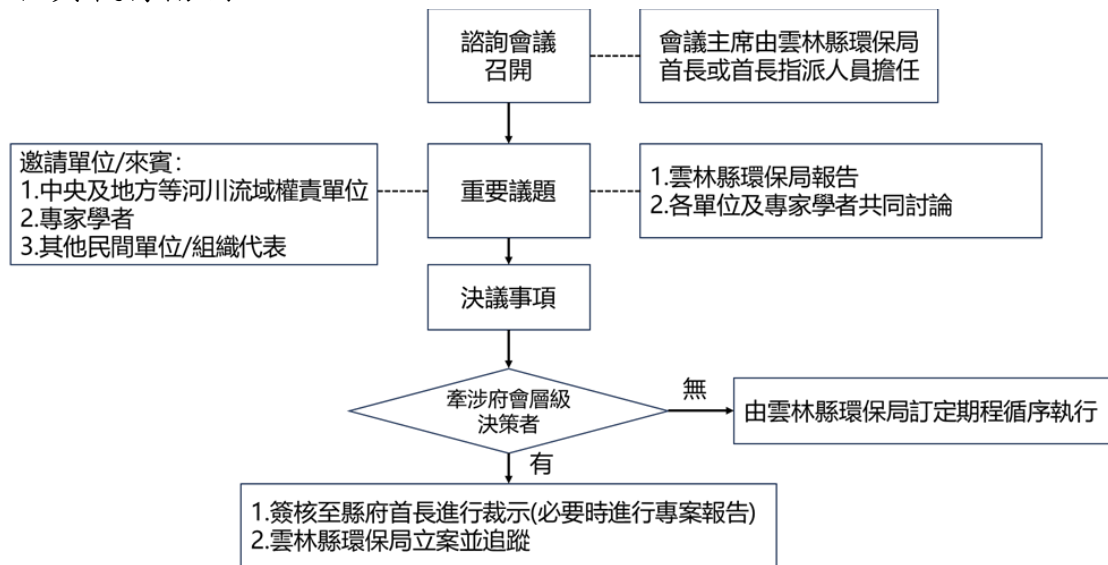 諮詢會議
召開
會議主席由雲林縣環保局
首長或首長指派人員擔任
邀請單位/來賓：
1.中央及地方等河川流域權責單位
2.專家學者
3.其他民間單位/組織代表
重要議題
1.雲林縣環保局報告
2.各單位及專家學者共同討論
決議事項
牽涉府會層級
決策者
無
由雲林縣環保局訂定期程循序執行
有
1.簽核至縣府首長進行裁示(必要時進行專案報告)
2.雲林縣環保局立案並追蹤